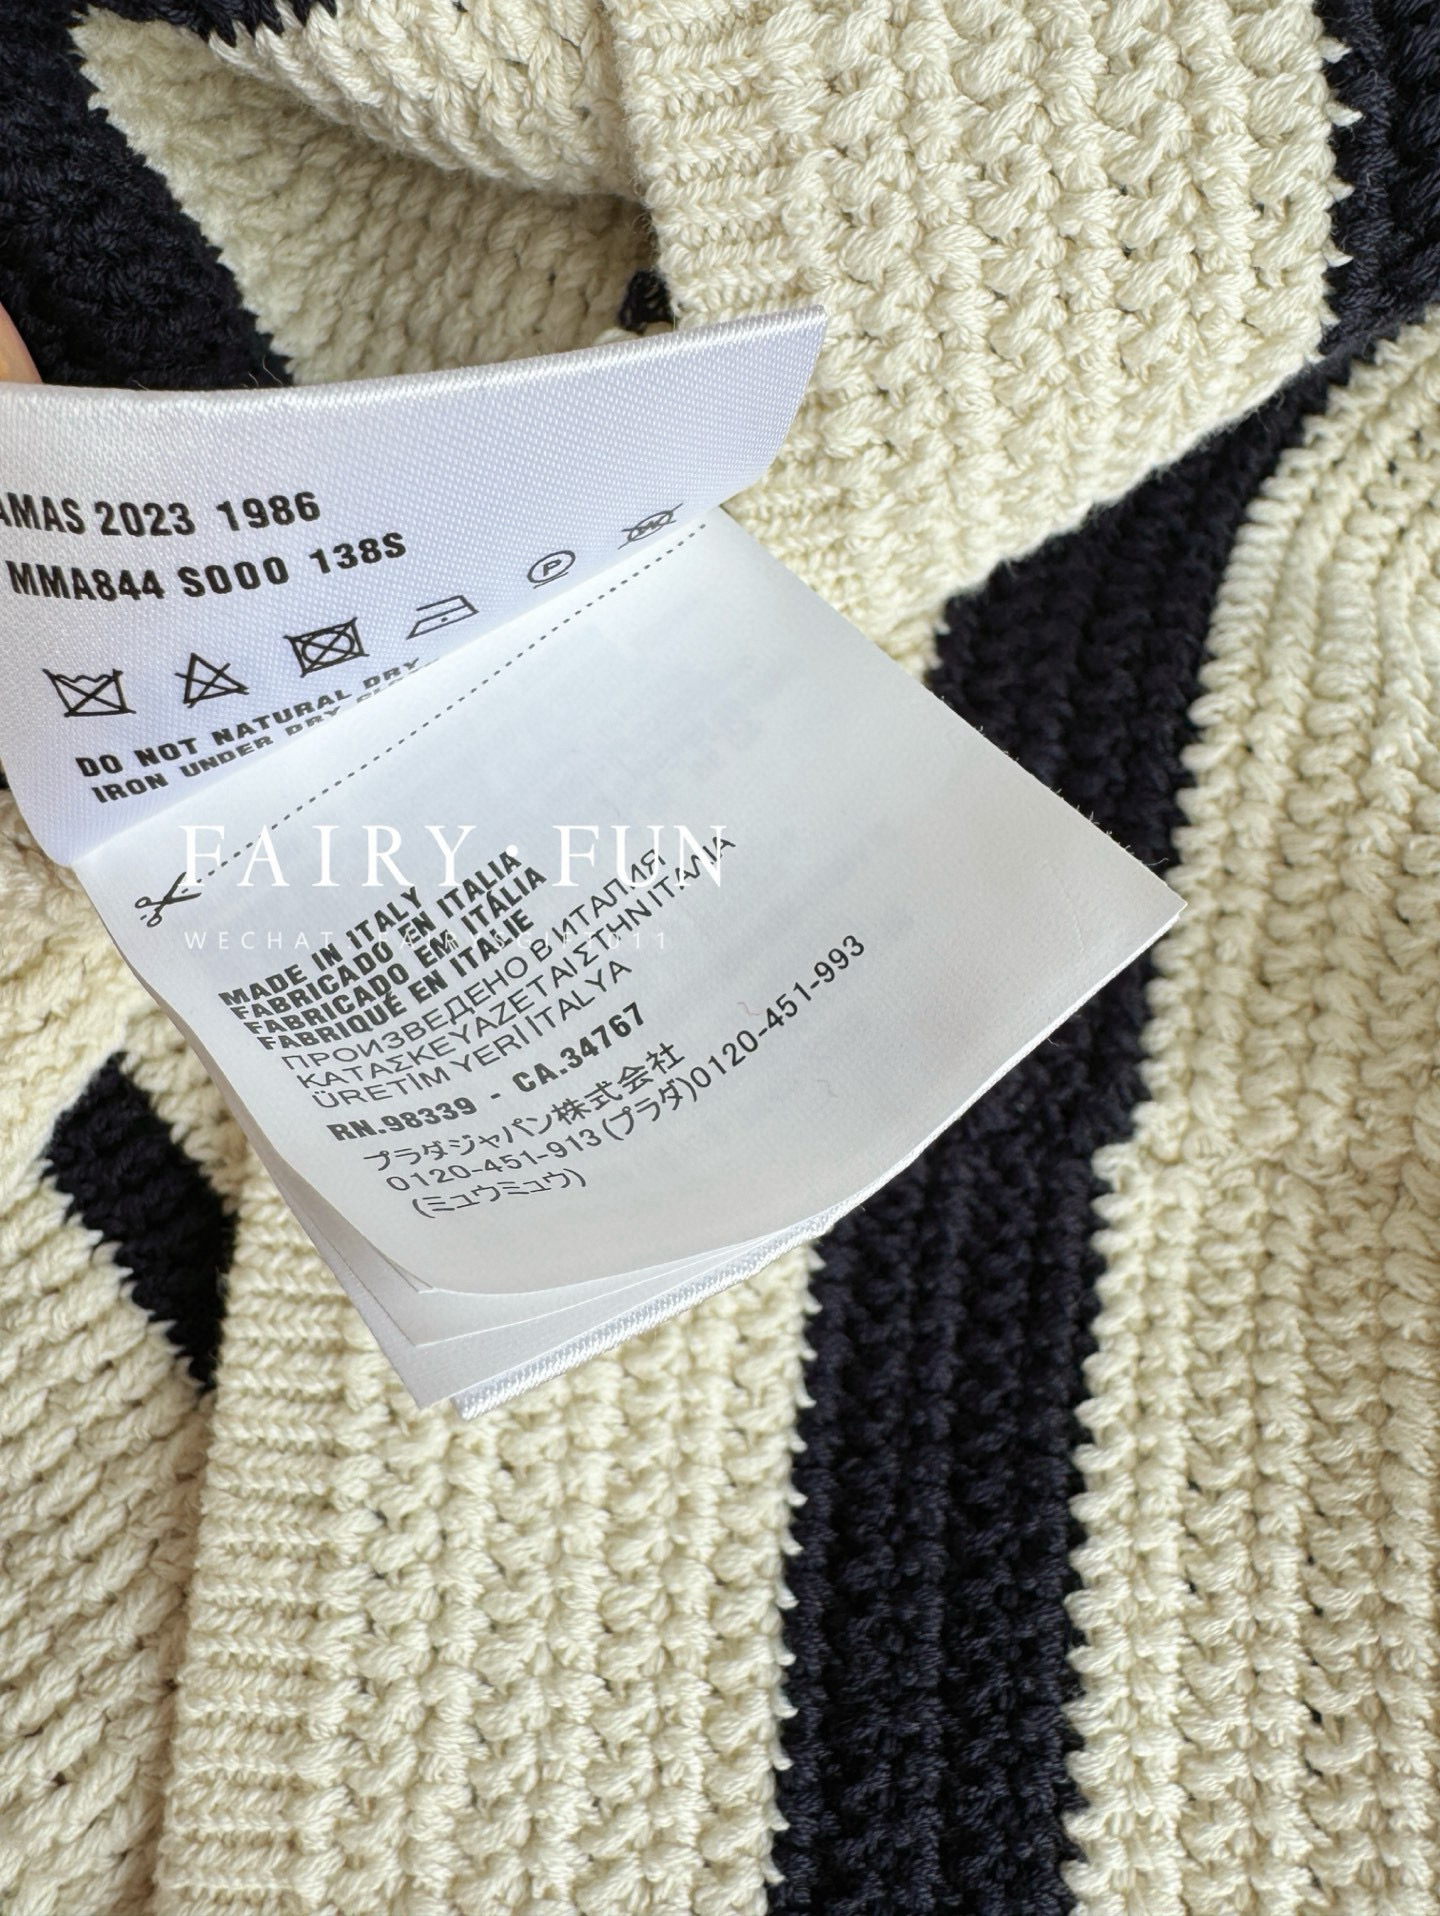 AMAS 2023 1986
MMA844 S000 138S
DO NOT NATURAL DRY
IRON UNDER DRY CLOTH
FAIRY·FUN
MADE IN ITALY
FABRICADO EN ITALIA
FABRICADO EM ITÁLIA
FABRIQUÉ EN ITALIE
ПРОИЗВЕДЕНО В ИТАЛИЯ
ΚΑΤΑΣΚΕΥΑΖΕΤΑΙ ΣΤΗΝ ΙΤΑΛΙΑ
ÜRETİM YERİ İTALYA
RN.98339 - CA.34767
プラダジャパン株式会社
0120-451-913 (プラダ)0120-451-993
(ミュウミュウ)
WECHAT: